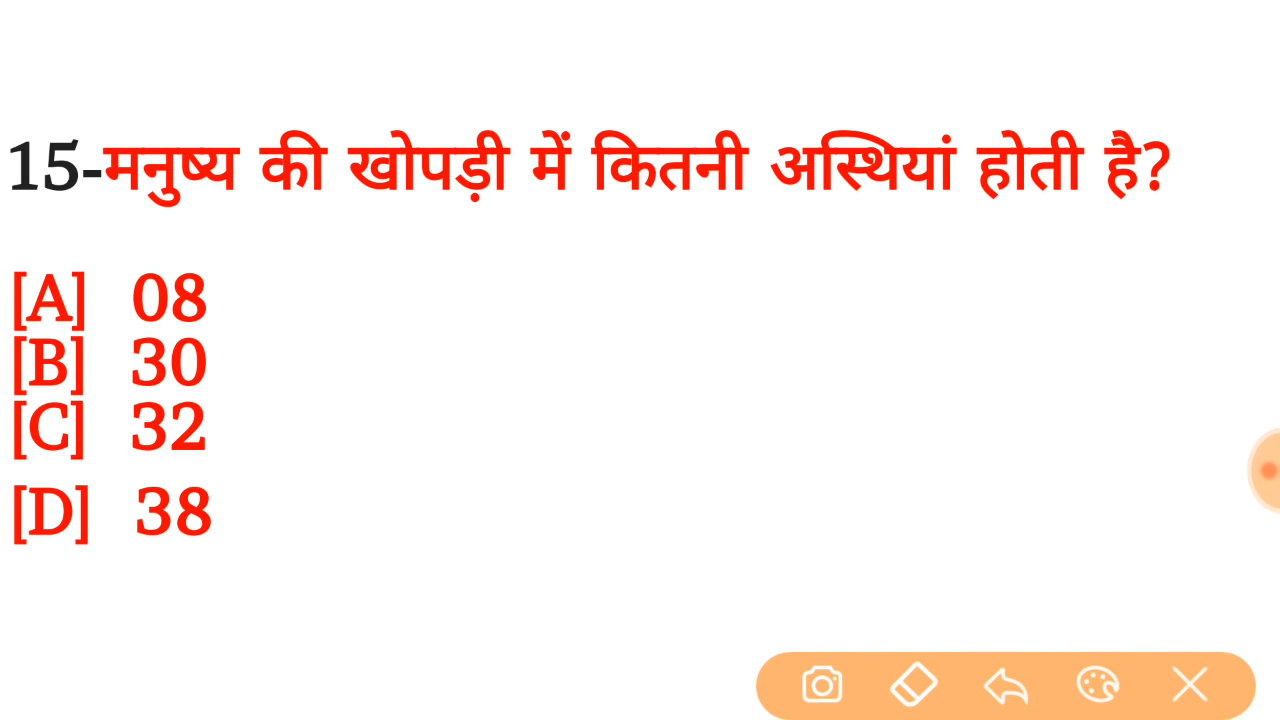 15-मनुष्य की खोपड़ी में कितनी अस्थियां होती है?
[A] 08
[B] 30
[C] 32
[D] 38